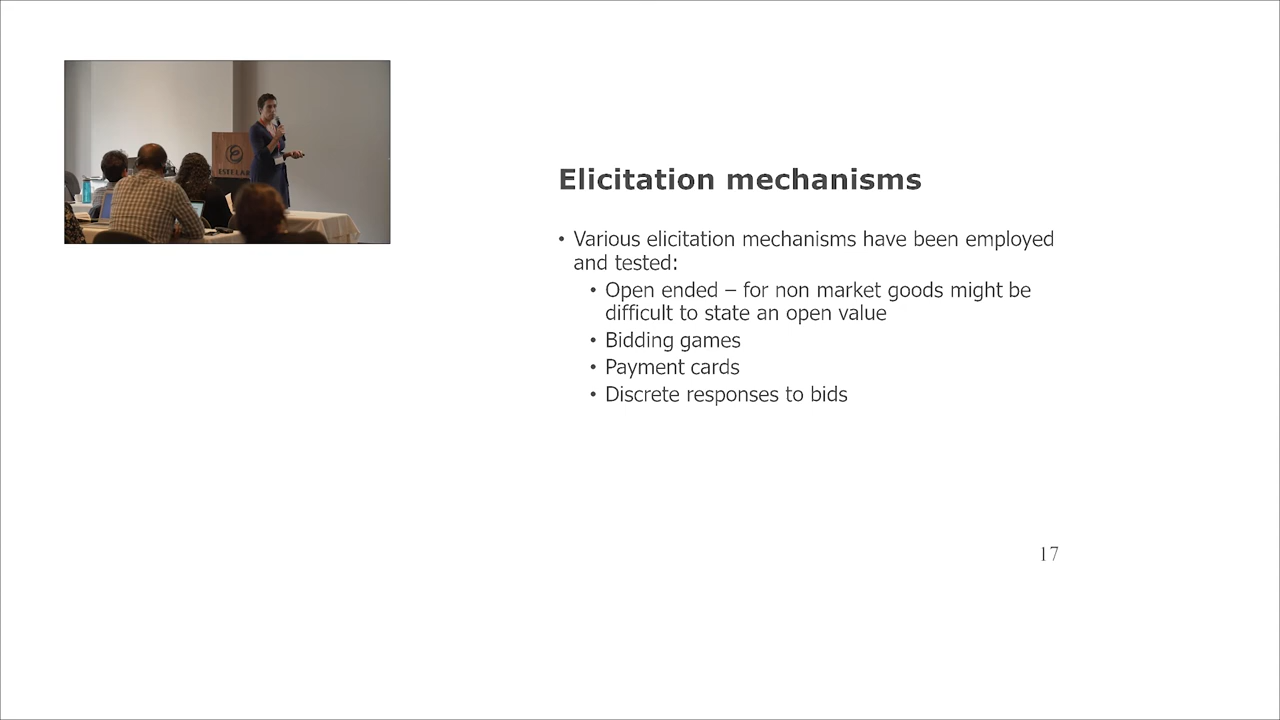 Elicitation mechanisms
• Various elicitation mechanisms have been employed
and tested:
• Open ended – for non market goods might be
difficult to state an open value
• Bidding games
• Payment cards
• Discrete responses to bids
17